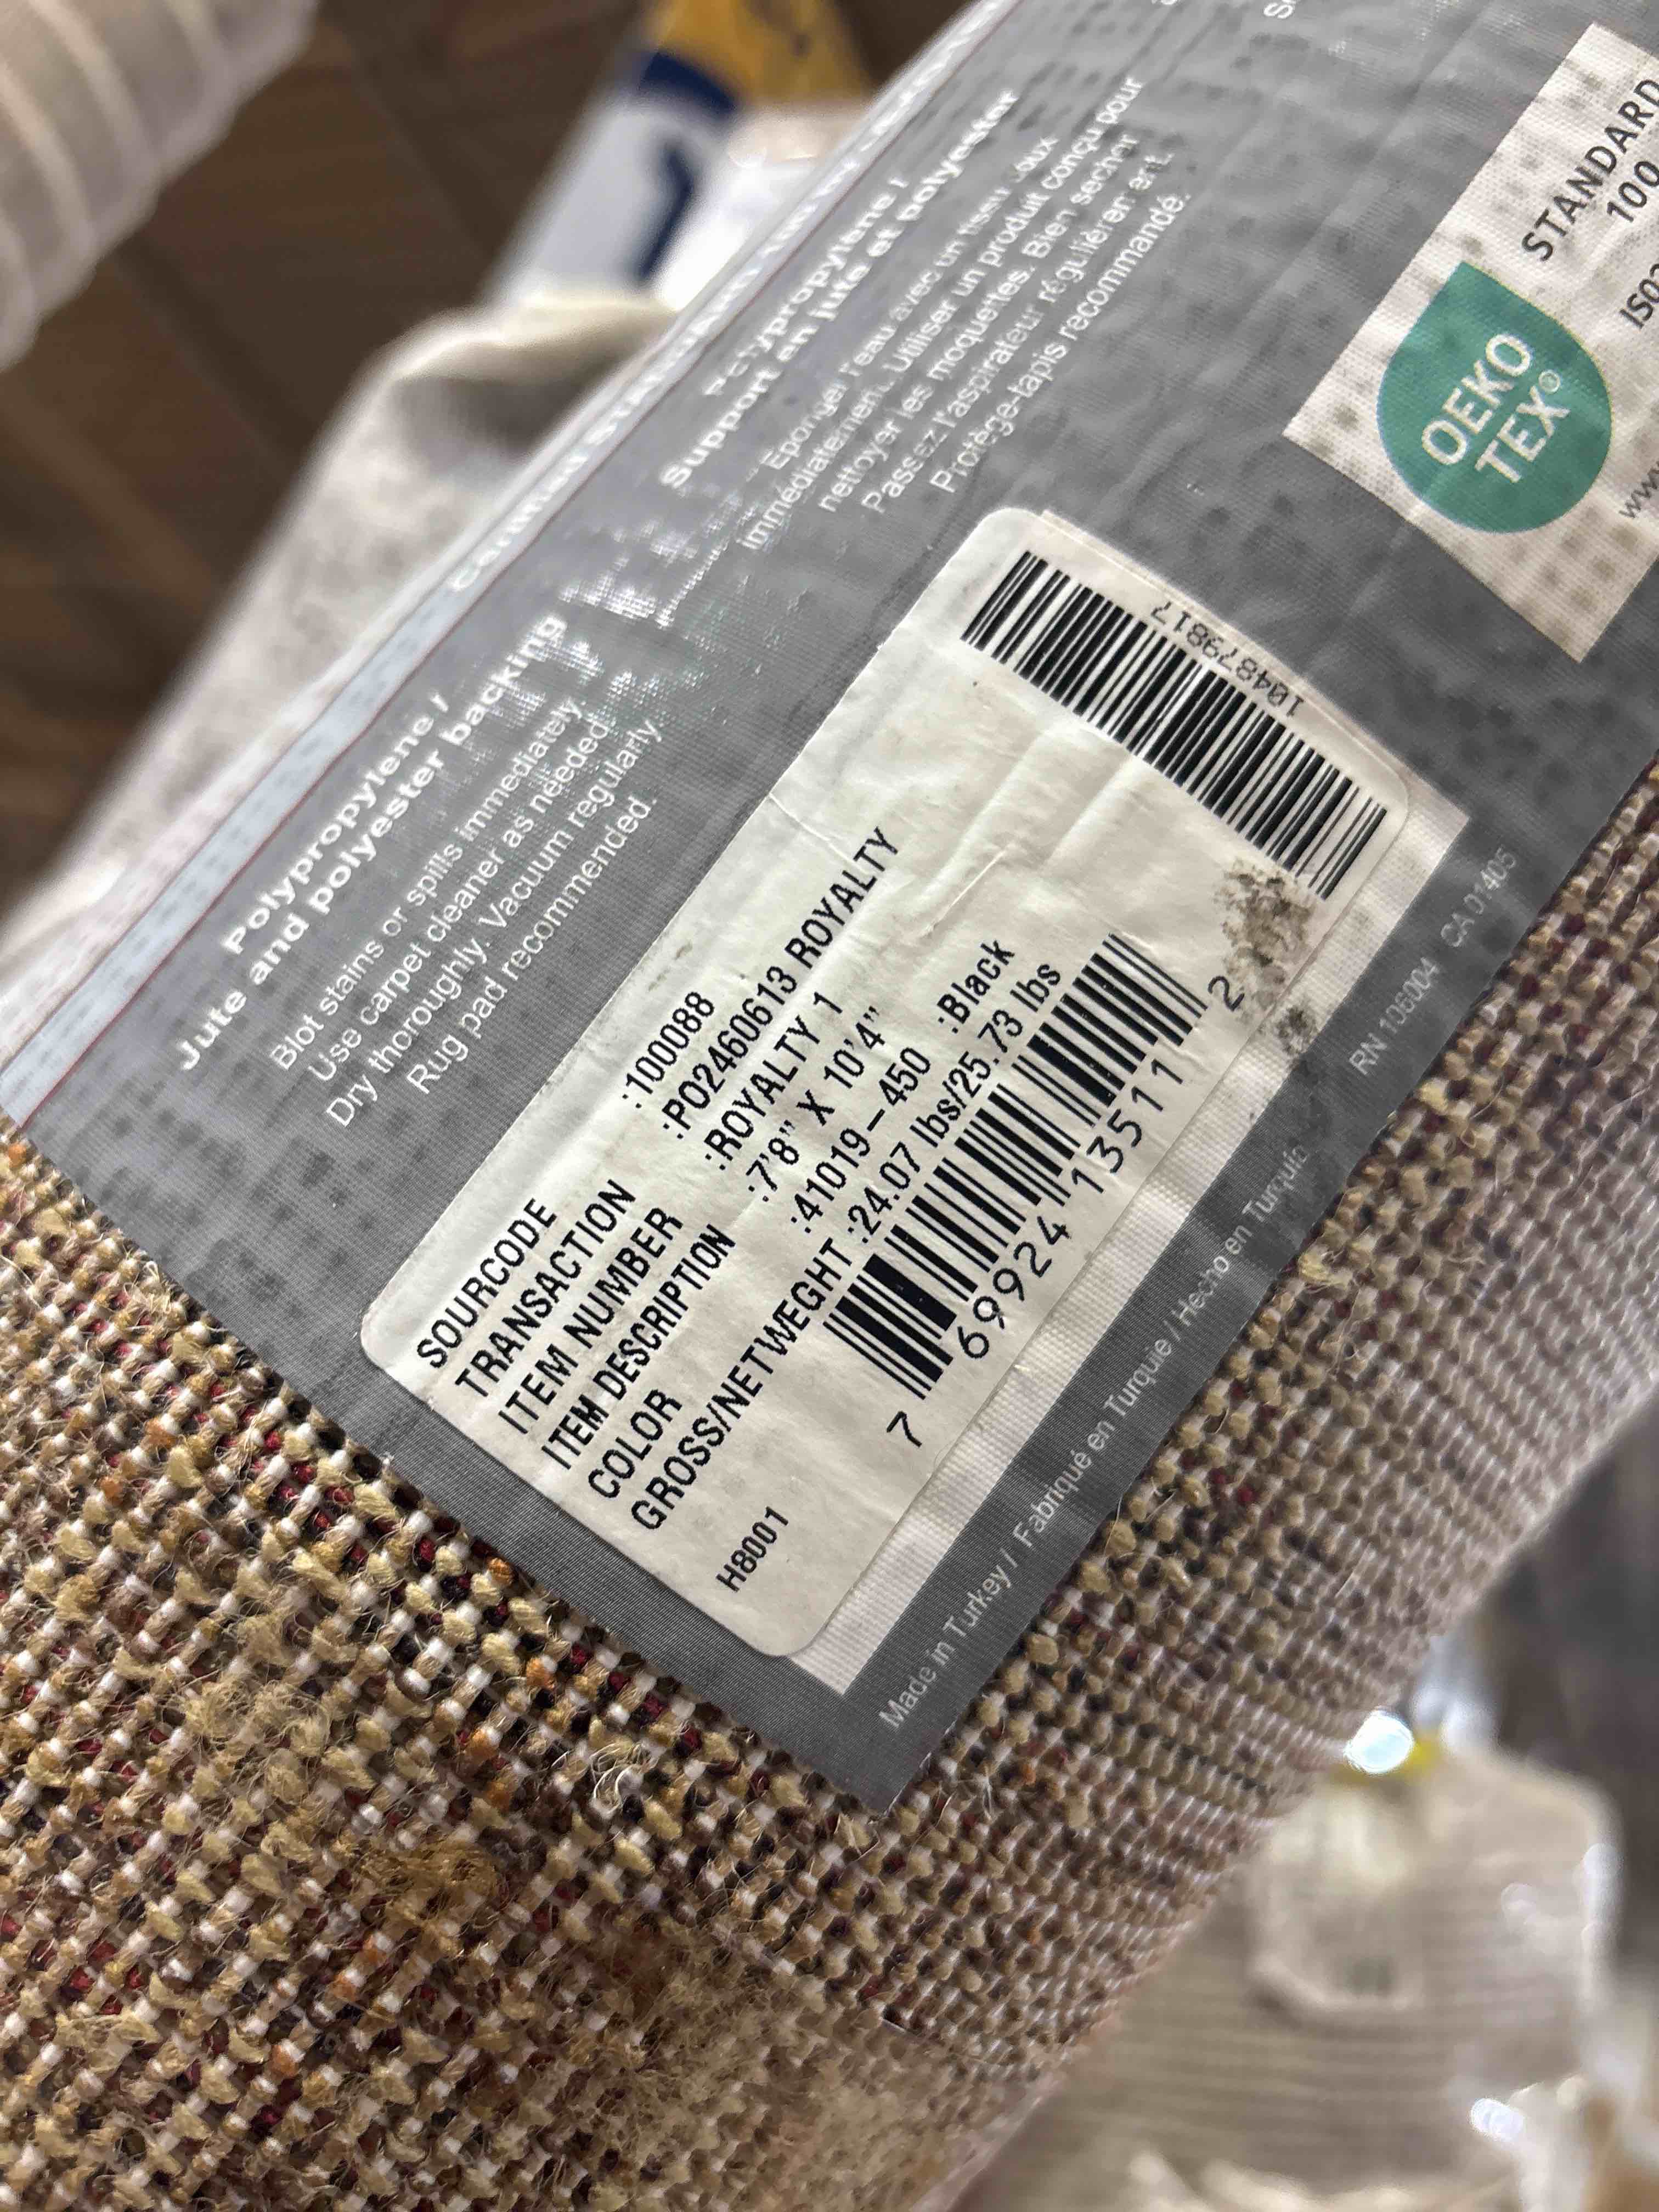 Polypropylene /
Jute and polyester backing
Blot stains or spills immediately
Use carpet cleaner as needed
Dry thoroughly. Vacuum regularly
Rug pad recommended.
Polypropylene /
Support en jute et polyester
Éponger l'eau avec un tissu doux
immédiatement. Utiliser un produit conçu pour
nettoyer les moquettes. Bien sécher
Passez l'aspirateur régulièrement.
Protège-tapis recommandé.
OEKO
TEX®
STANDARD
100
1048798817
SOURCODE :100088
TRANSACTION :PO2460613 ROYALTY
ITEM NUMBER :ROYALTY 1
ITEM DESCRIPTION :7'8" X 10'4"
COLOR :41019-450 :Black
GROSS/NETWEGHT :24.07 lbs/25.73 lbs
7 69924 13511 2
H8001
RN 136004 CA 01405
Made in Turkey / Fabriqué en Turquie / Hecho en Turquía